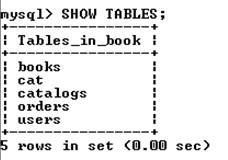 mysql> SHOW TABLES;
+----------------+
| Tables_in_book |
+----------------+
| books          |
| cat            |
| catalogs       |
| orders         |
| users          |
+----------------+
5 rows in set (0.00 sec)